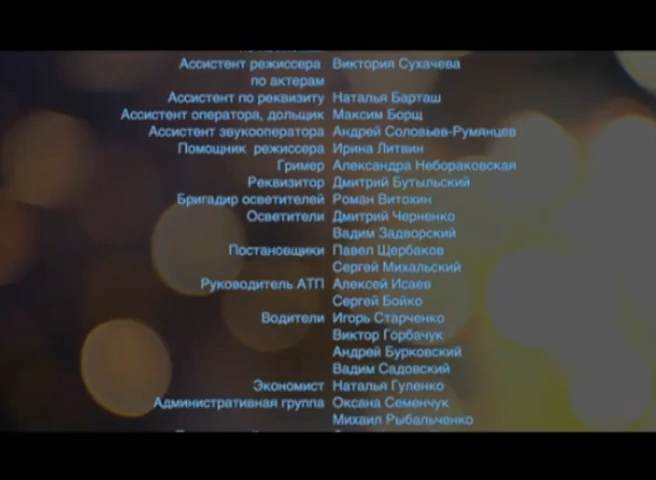 Ассистент режиссера Виктория Сухачева
по актерам
Ассистент по реквизиту Наталья Барташ
Ассистент оператора, дольщик Максим Борщ
Ассистент звукооператора Андрей Соловьев-Румянцев
Помощник режиссера Ирина Литвин
Гример Александра Небораковская
Реквизитор Дмитрий Бутыльский
Бригадир осветителей Роман Витохин
Осветители Дмитрий Черненко
Вадим Задворский
Постановщики Павел Щербаков
Сергей Михальский
Руководитель АТП Алексей Исаев
Сергей Бойко
Водители Игорь Старченко
Виктор Горбачук
Андрей Бурковский
Вадим Садовский
Экономист Наталья Гуленко
Административная группа Оксана Семенчук
Михаил Рыбальченко